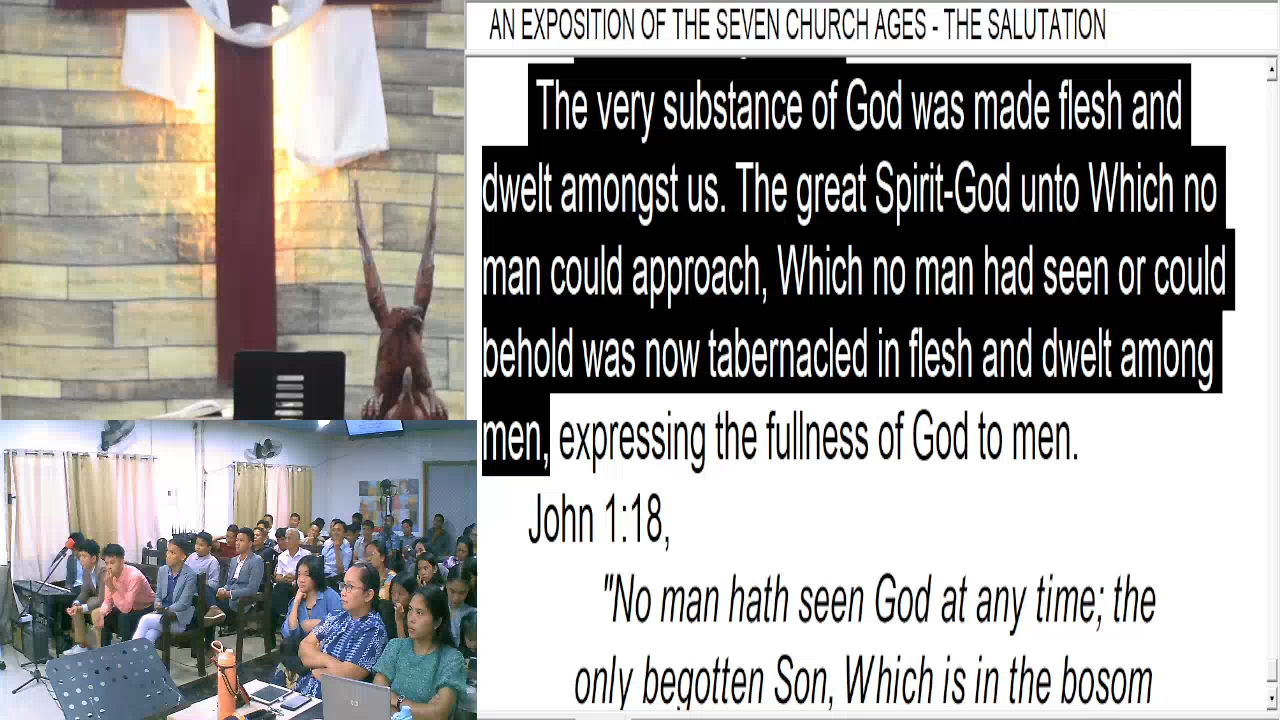 AN EXPOSITION OF THE SEVEN CHURCH AGES - THE SALUTATION
The very substance of God was made flesh and
dwelt amongst us. The great Spirit-God unto Which no
man could approach, Which no man had seen or could
behold was now tabernacled in flesh and dwelt among
men, expressing the fullness of God to men.
John 1:18,
"No man hath seen God at any time; the
only begotten Son, Which is in the bosom